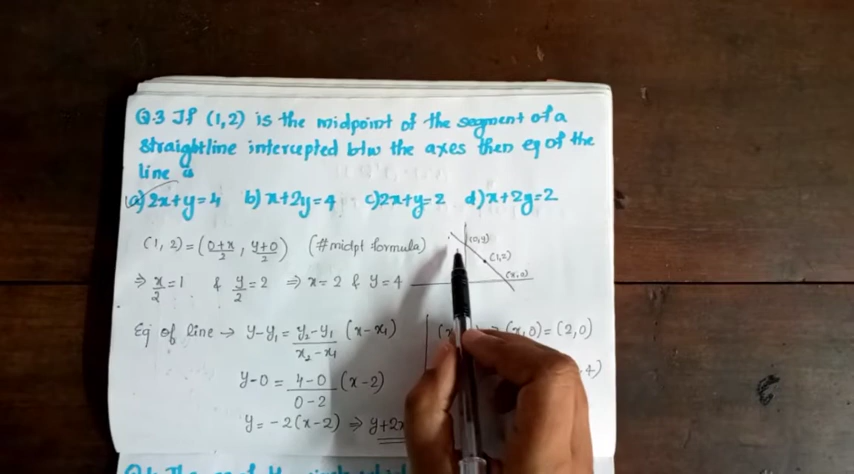 Q.3 If (1,2) is the midpoint of the segment of a
straightline intercepted btw the axes then eq of the
line is
a) 2x+y=4 b) x+2y=4 c) 2x+y=2 d) x+2y=2
(1, 2) = (0+x/2, y+0/2) (# midpt formula)
(0,y)
(1,2)
(x,0)
⇒ x/2 = 1 & y/2 = 2 ⇒ x = 2 & y = 4
Eq of line → y-y₁ = y₂-y₁/x₂-x₁ (x-x₁)
⇒ (x,0) = (2,0)
y-0 = 4-0/0-2 (x-2)
4)
y = -2(x-2) ⇒ y+2x